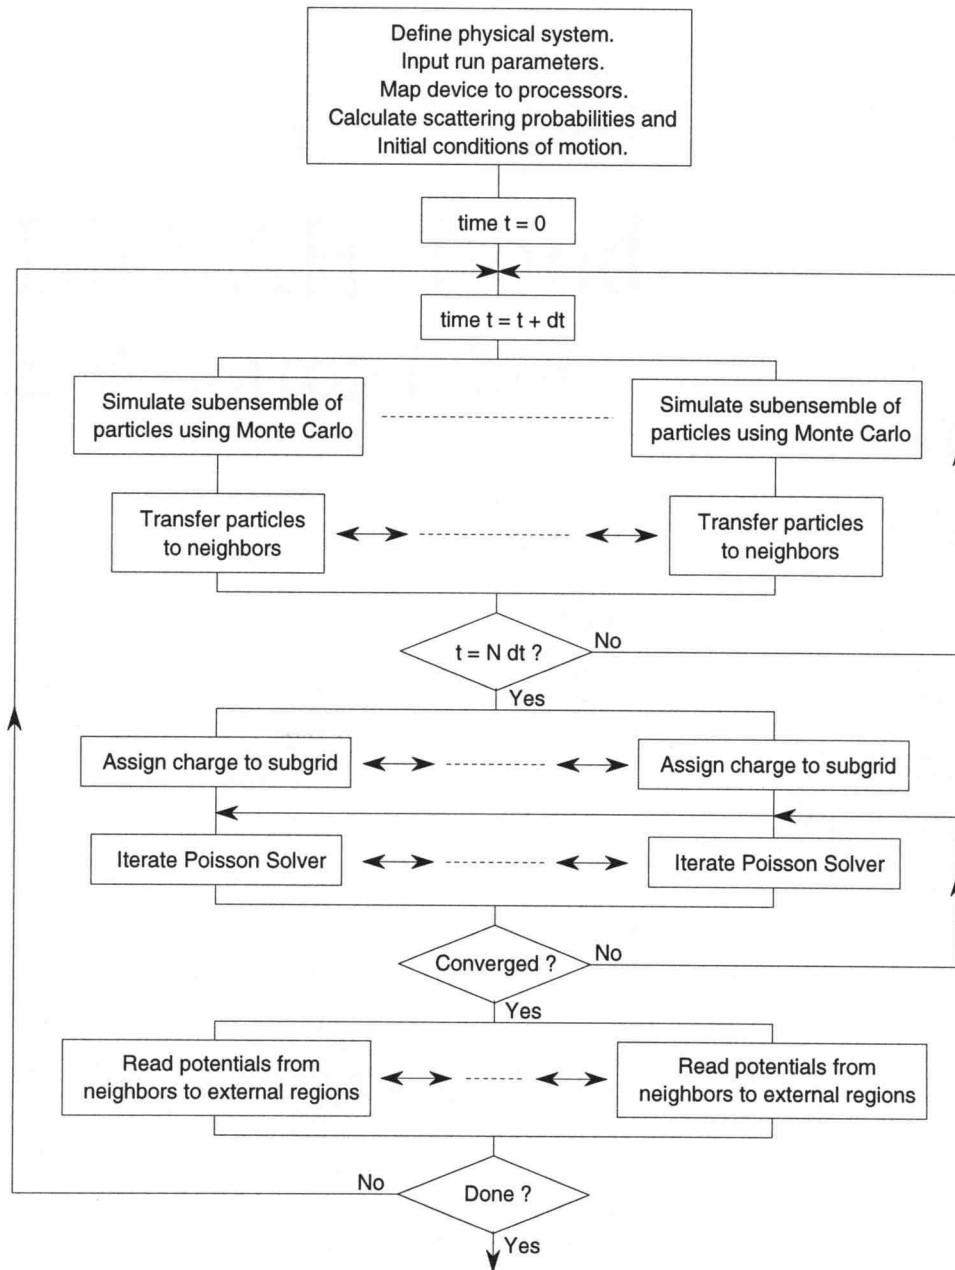 Define physical system.
Input run parameters.
Map device to processors.
Calculate scattering probabilities and
Initial conditions of motion.
time t = 0
time t = t + dt
Simulate subensemble of
particles using Monte Carlo
Simulate subensemble of
particles using Monte Carlo
Transfer particles
to neighbors
Transfer particles
to neighbors
t = N dt ?
No
Yes
Assign charge to subgrid
Assign charge to subgrid
Iterate Poisson Solver
Iterate Poisson Solver
Converged ?
No
Yes
Read potentials from
neighbors to external regions
Read potentials from
neighbors to external regions
No
Done ?
Yes